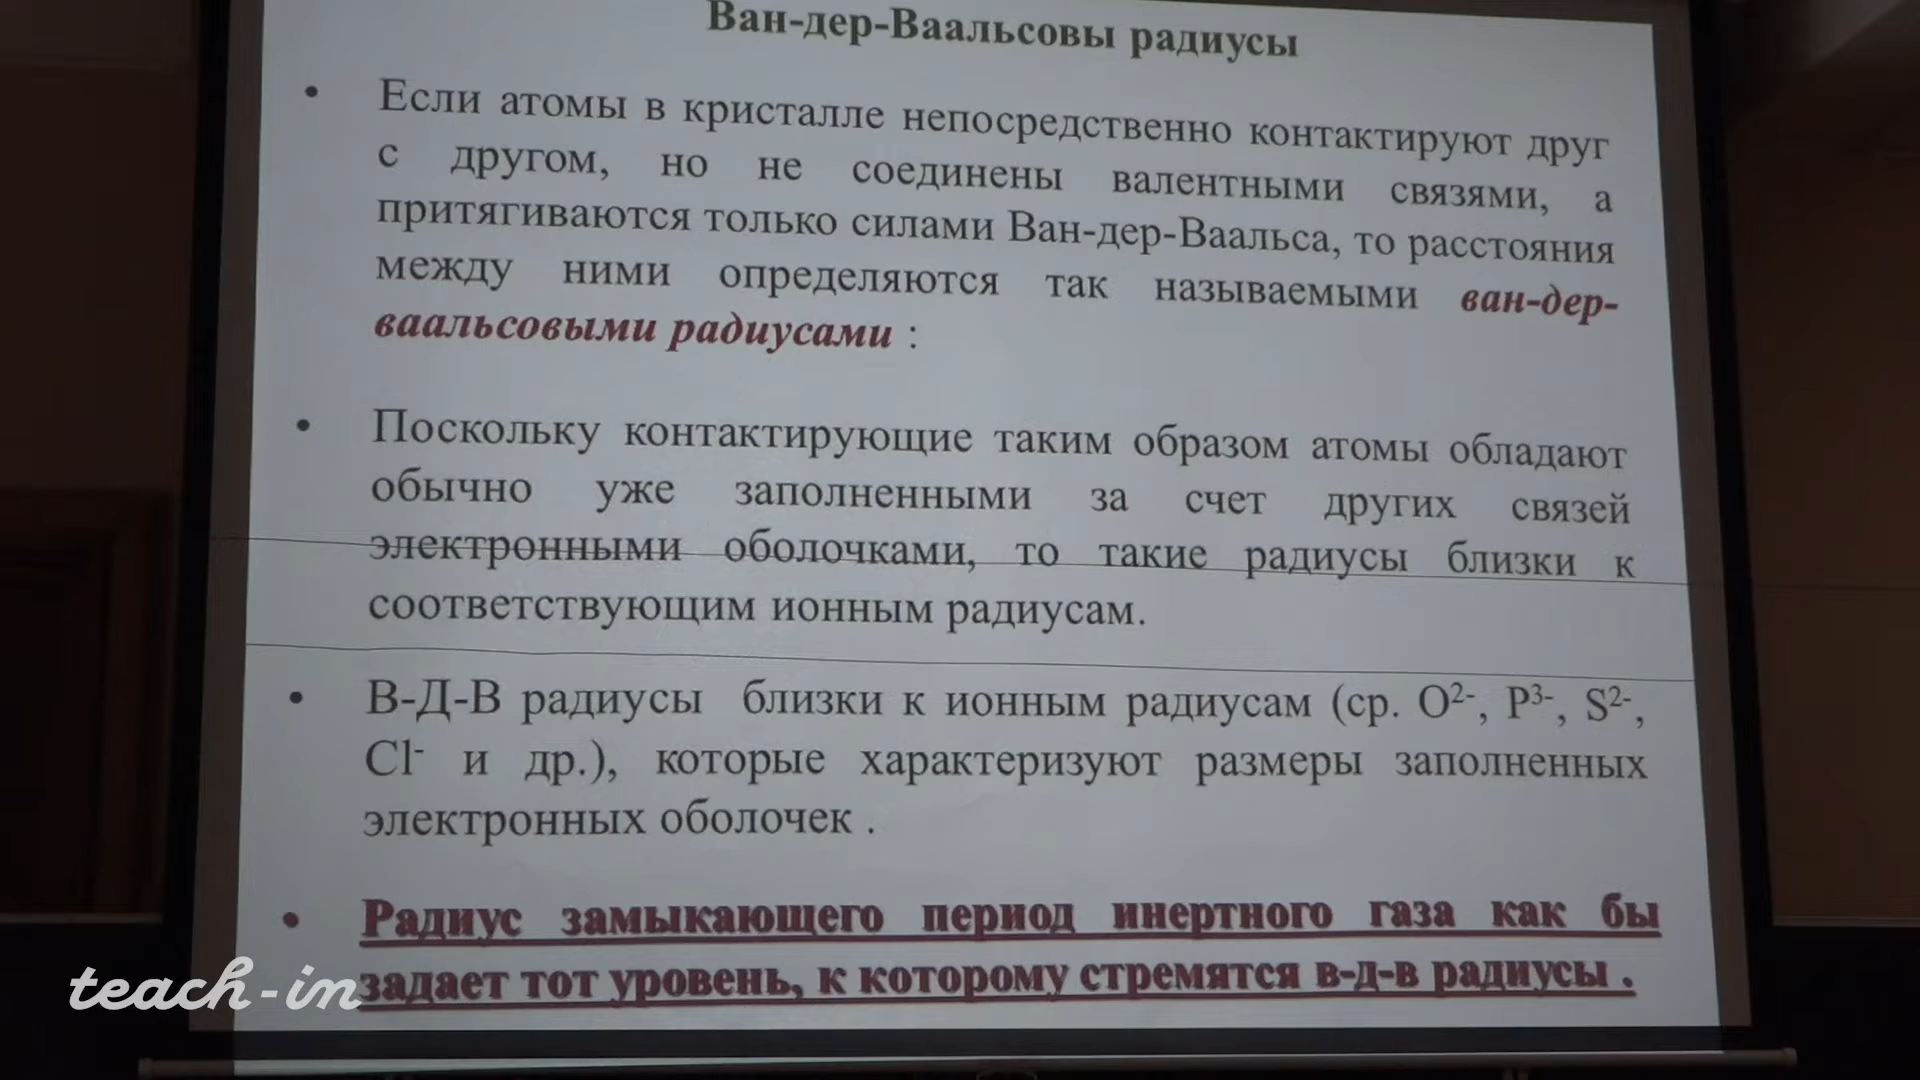 Ван-дер-Ваальсовы радиусы
• Если атомы в кристалле непосредственно контактируют друг
с другом, но не соединены валентными связями, а
притягиваются только силами Ван-дер-Ваальса, то расстояния
между ними определяются так называемыми ван-дер-
ваальсовыми радиусами :
• Поскольку контактирующие таким образом атомы обладают
обычно уже заполненными за счет других связей
электронными оболочками, то такие радиусы близки к
соответствующим ионным радиусам.
• В-Д-В радиусы близки к ионным радиусам (ср. O²⁻, P³⁻, S²⁻,
Cl⁻ и др.), которые характеризуют размеры заполненных
электронных оболочек .
• Радиус замыкающего период инертного газа как бы
задает тот уровень, к которому стремятся в-д-в радиусы .
teach-in